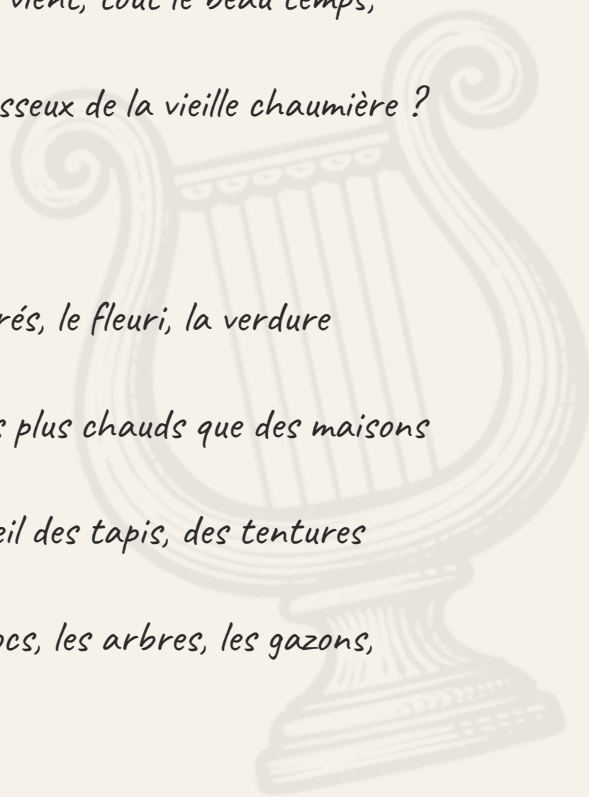 vient, tout le beau temps,
sseux de la vieille chaumière ?
rés, le fleuri, la verdure
s plus chauds que des maisons
eil des tapis, des tentures
ocs, les arbres, les gazons,